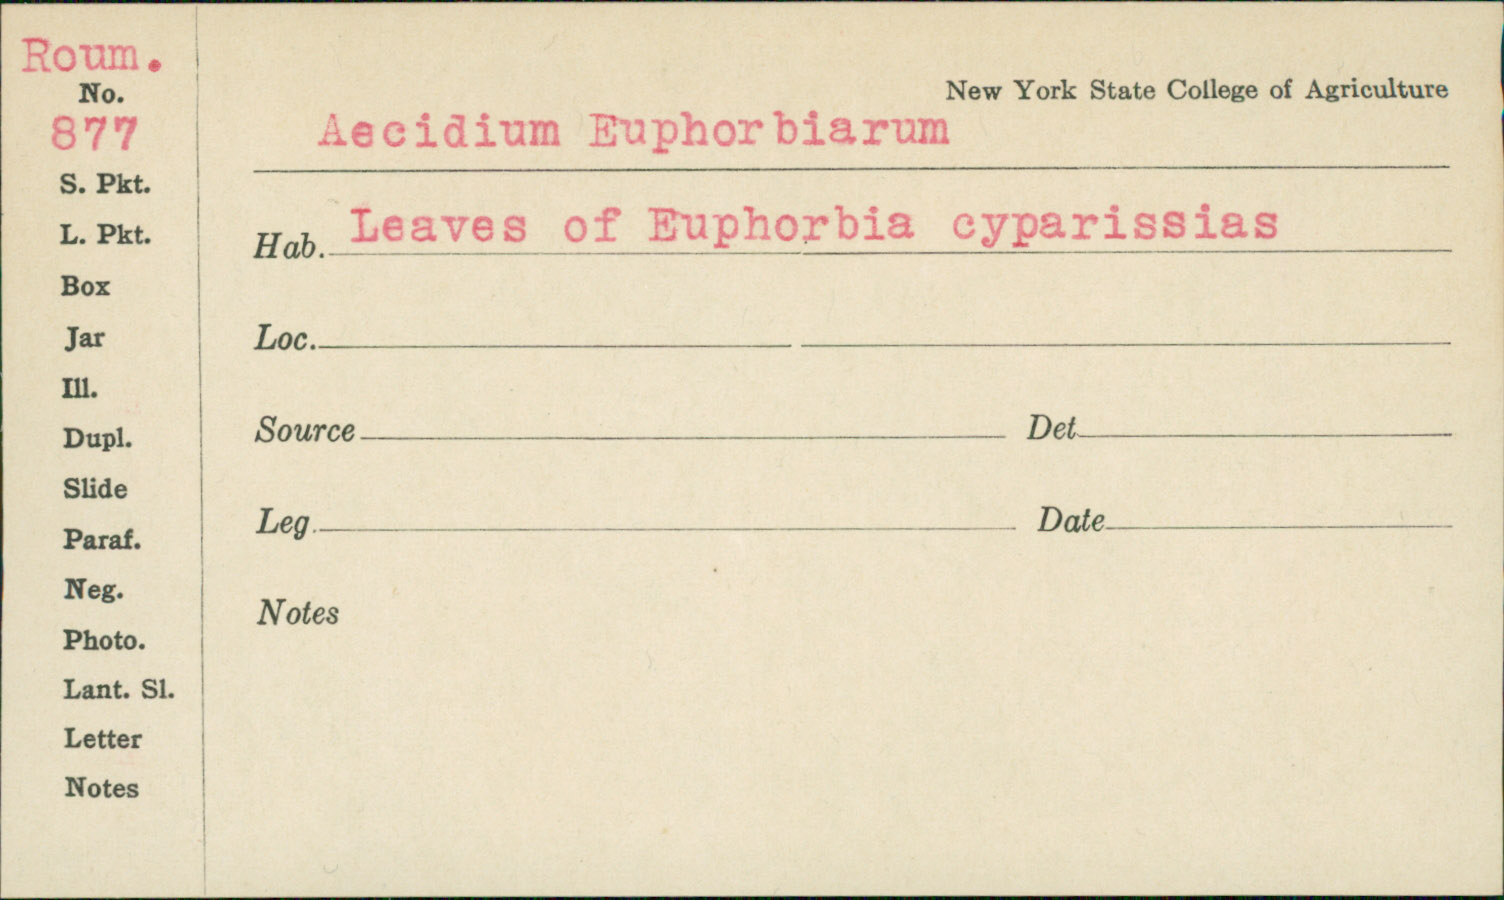 Roum.
No.
877
S. Pkt.
L. Pkt.
Box
Jar
Ill.
Dupl.
Slide
Paraf.
Neg.
Photo.
Lant. Sl.
Letter
Notes
New York State College of Agriculture
Aecidium Euphorbiarum
Hab. Leaves of Euphorbia cyparissias
Loc.
Source Det
Leg. Date
Notes